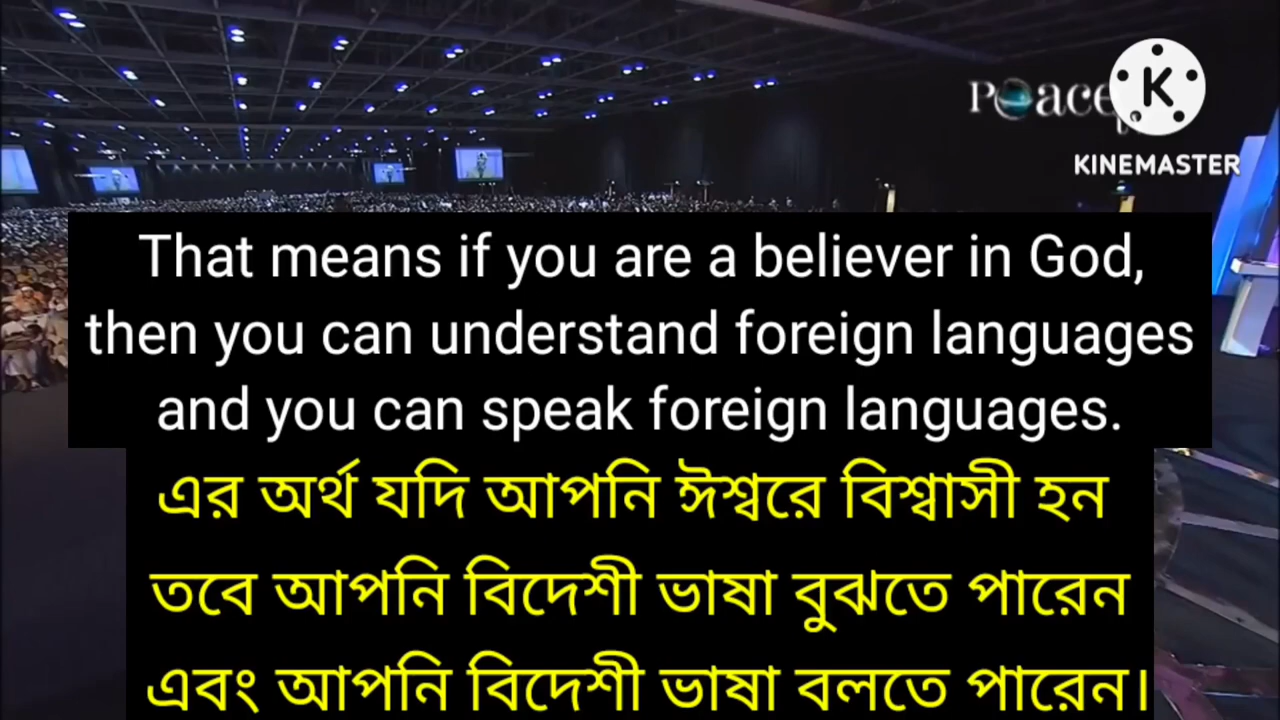 Peace
KINEMASTER
That means if you are a believer in God,
then you can understand foreign languages
and you can speak foreign languages.
এর অর্থ যদি আপনি ঈশ্বরে বিশ্বাসী হন
তবে আপনি বিদেশী ভাষা বুঝতে পারেন
এবং আপনি বিদেশী ভাষা বলতে পারেন।